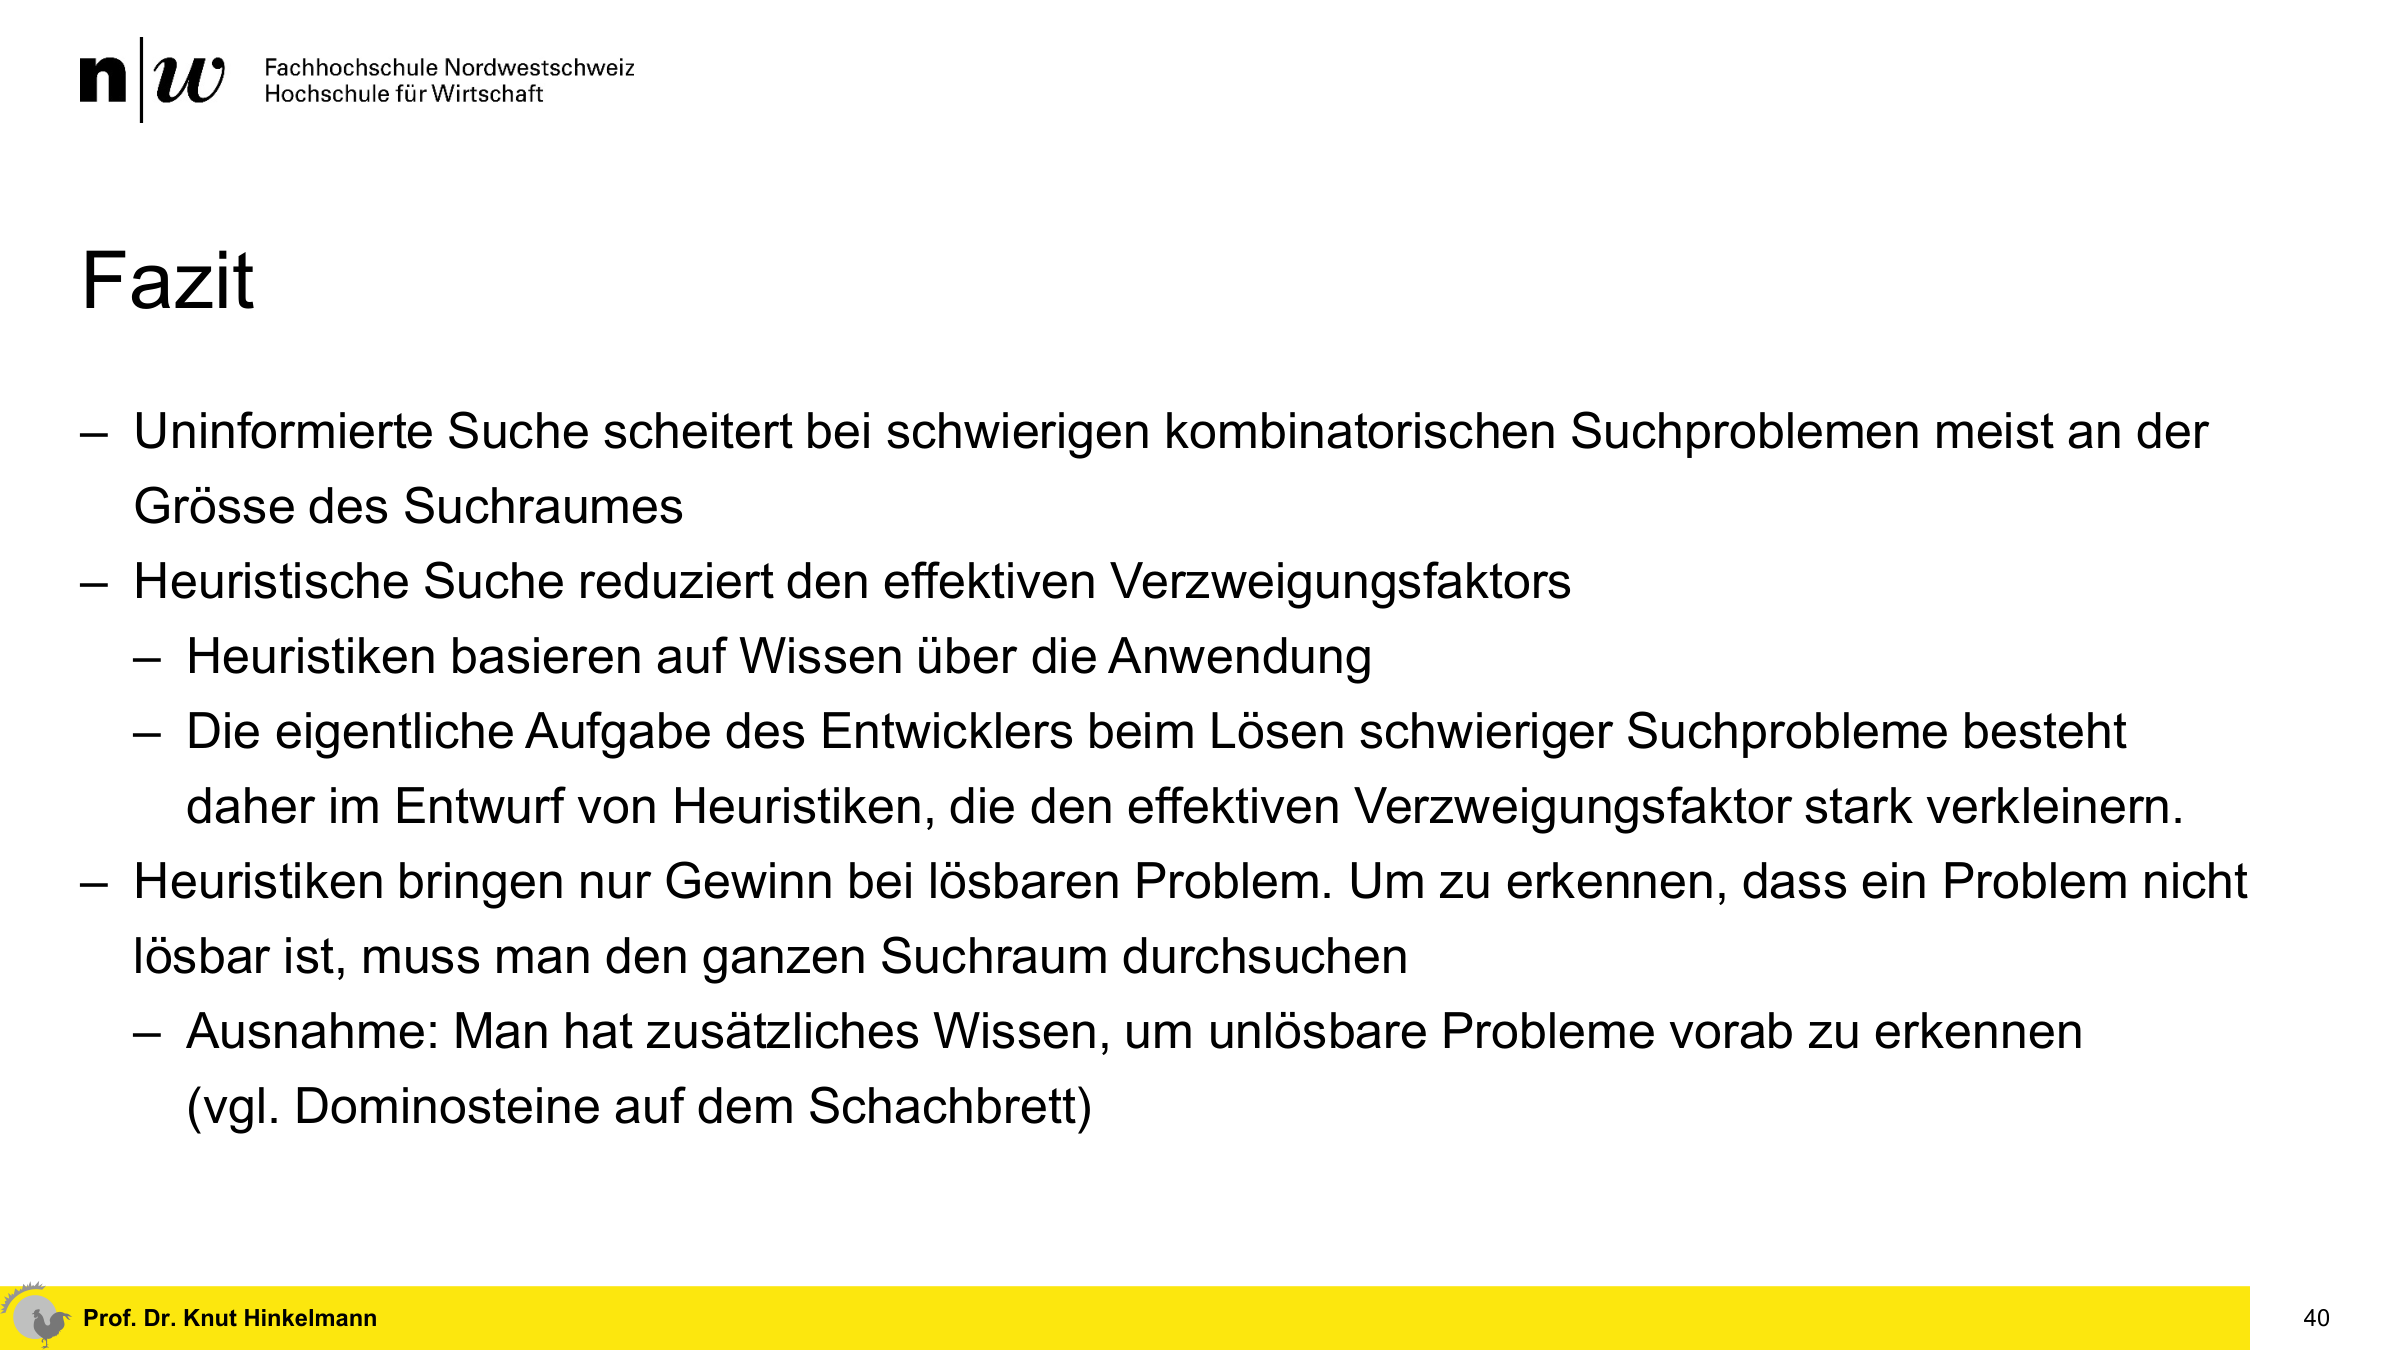 n|w Fachhochschule Nordwestschweiz
Hochschule für Wirtschaft
Fazit
– Uninformierte Suche scheitert bei schwierigen kombinatorischen Suchproblemen meist an der
Grösse des Suchraumes
– Heuristische Suche reduziert den effektiven Verzweigungsfaktors
– Heuristiken basieren auf Wissen über die Anwendung
– Die eigentliche Aufgabe des Entwicklers beim Lösen schwieriger Suchprobleme besteht
daher im Entwurf von Heuristiken, die den effektiven Verzweigungsfaktor stark verkleinern.
– Heuristiken bringen nur Gewinn bei lösbaren Problem. Um zu erkennen, dass ein Problem nicht
lösbar ist, muss man den ganzen Suchraum durchsuchen
– Ausnahme: Man hat zusätzliches Wissen, um unlösbare Probleme vorab zu erkennen
(vgl. Dominosteine auf dem Schachbrett)
Prof. Dr. Knut Hinkelmann
40